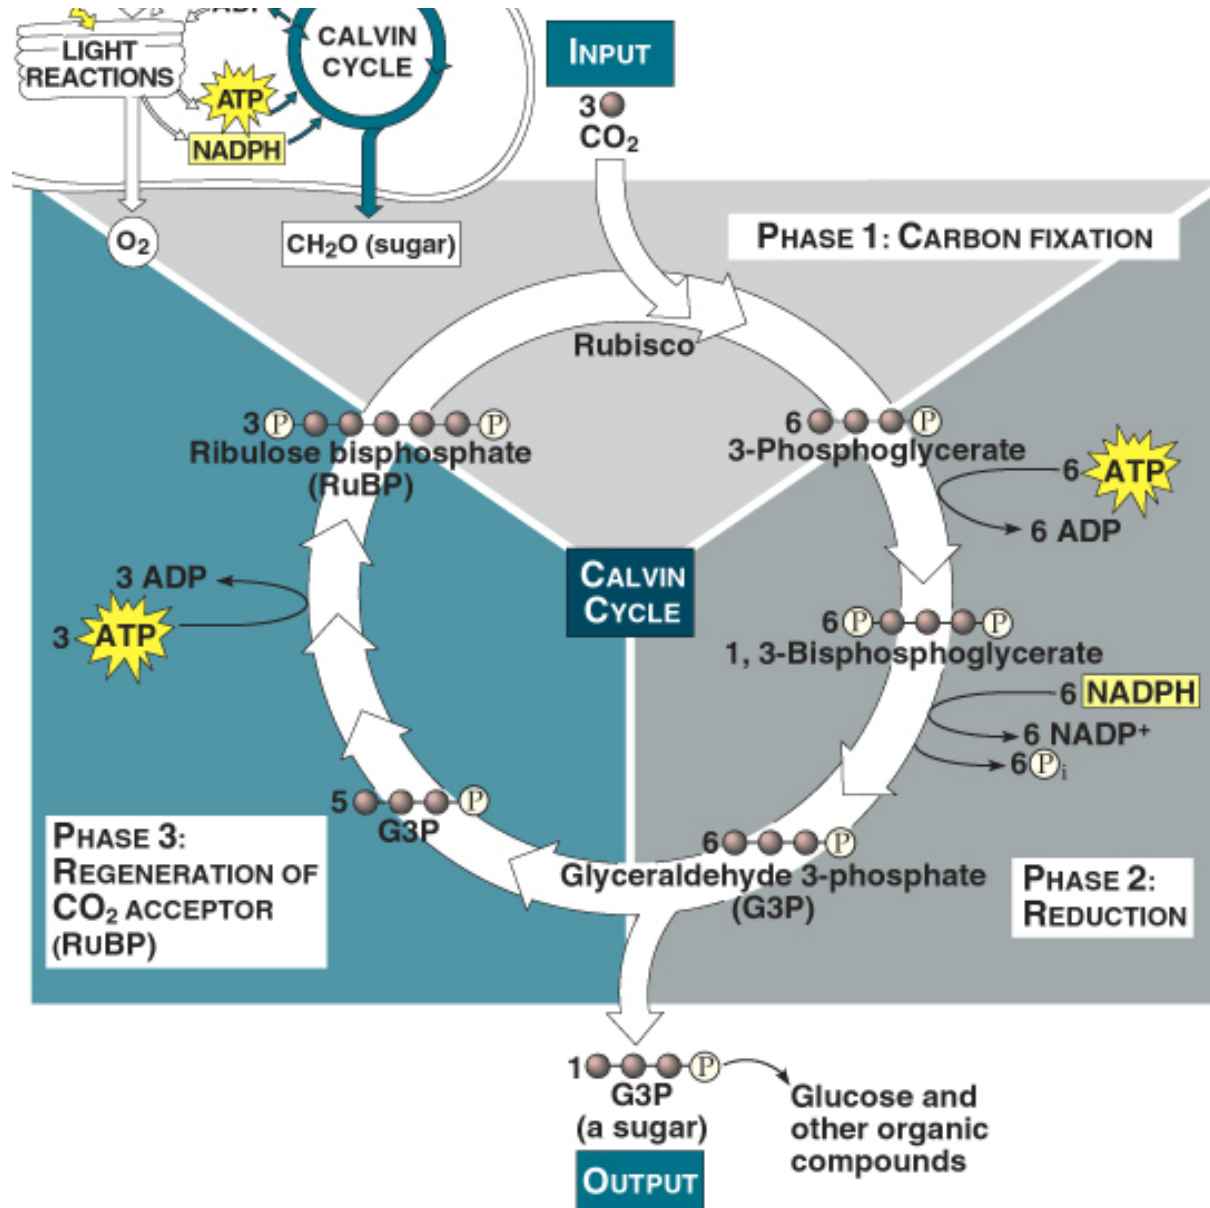 LIGHT
REACTIONS
ATP
NADPH
CALVIN
CYCLE
O2
CH2O (sugar)
INPUT
3
CO2
PHASE 1: CARBON FIXATION
Rubisco
3 P P
Ribulose bisphosphate
(RuBP)
6 P
3-Phosphoglycerate
6 ATP
6 ADP
CALVIN
CYCLE
3 ADP
3 ATP
6 P P
1, 3-Bisphosphoglycerate
6 NADPH
6 NADP+
6 Pi
5 P
G3P
6 P
Glyceraldehyde 3-phosphate
(G3P)
PHASE 3:
REGENERATION OF
CO2 ACCEPTOR
(RUBP)
PHASE 2:
REDUCTION
1 P
G3P
(a sugar)
Glucose and
other organic
compounds
OUTPUT